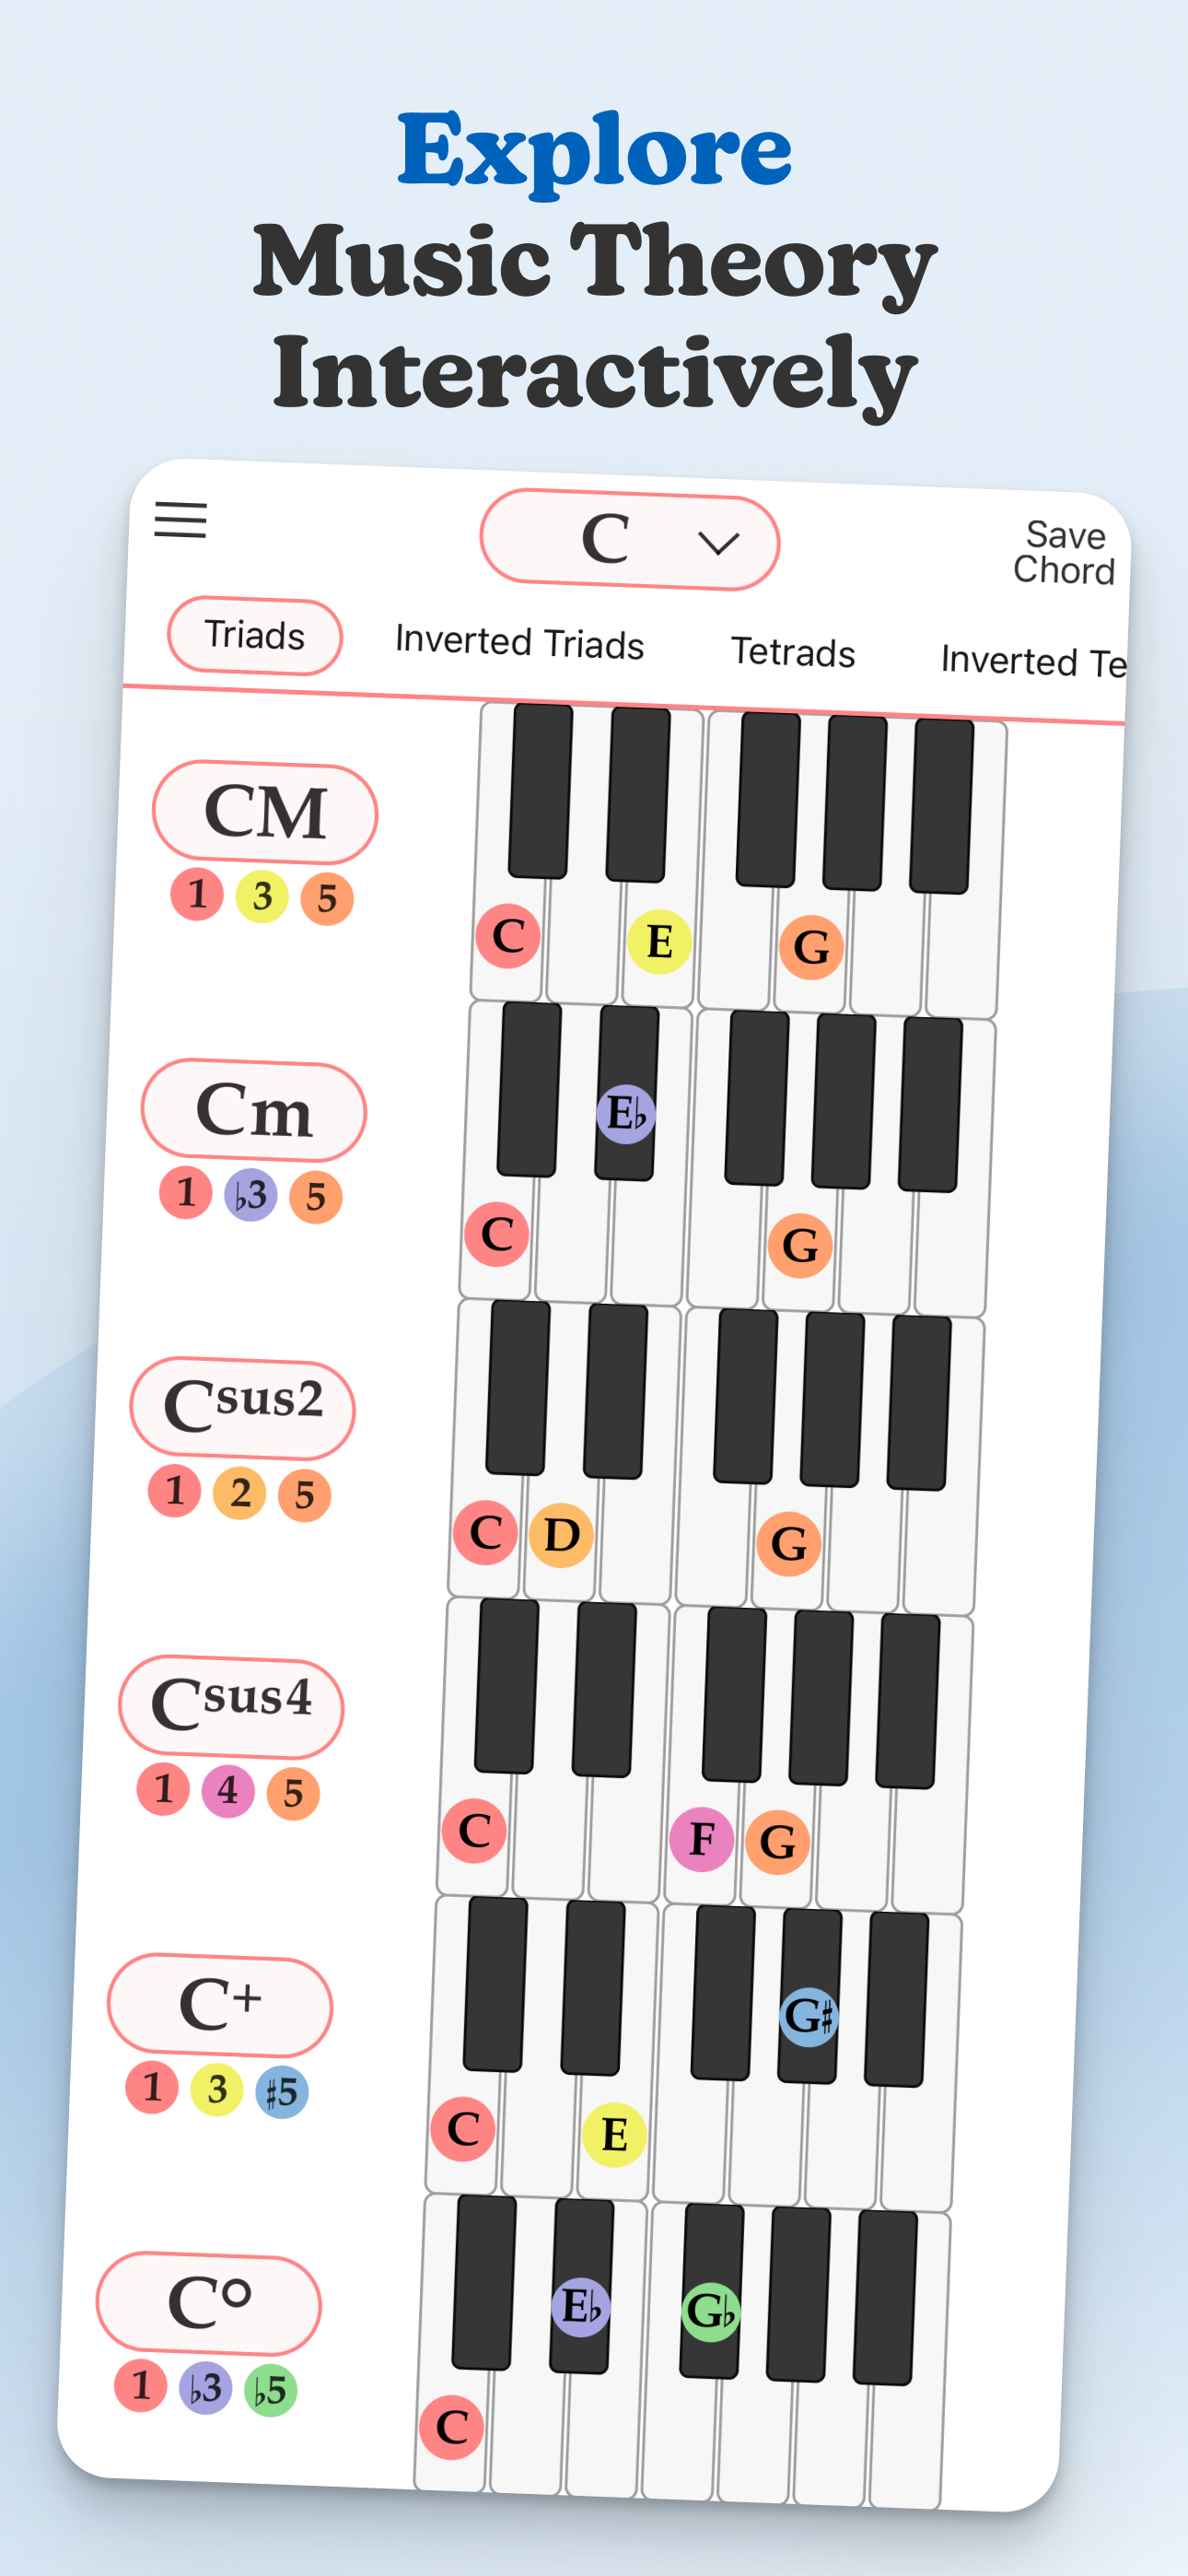 Explore
Music Theory
Interactively
C
Save
Chord
Triads Inverted Triads Tetrads Inverted Te
CM
1 3 5
C E G
Cm
1 ♭3 5
E♭
C G
Csus2
1 2 5
C D G
Csus4
1 4 5
C F G
C+
1 3 ♯5
G♯
C E
C°
1 ♭3 ♭5
E♭ G♭
C